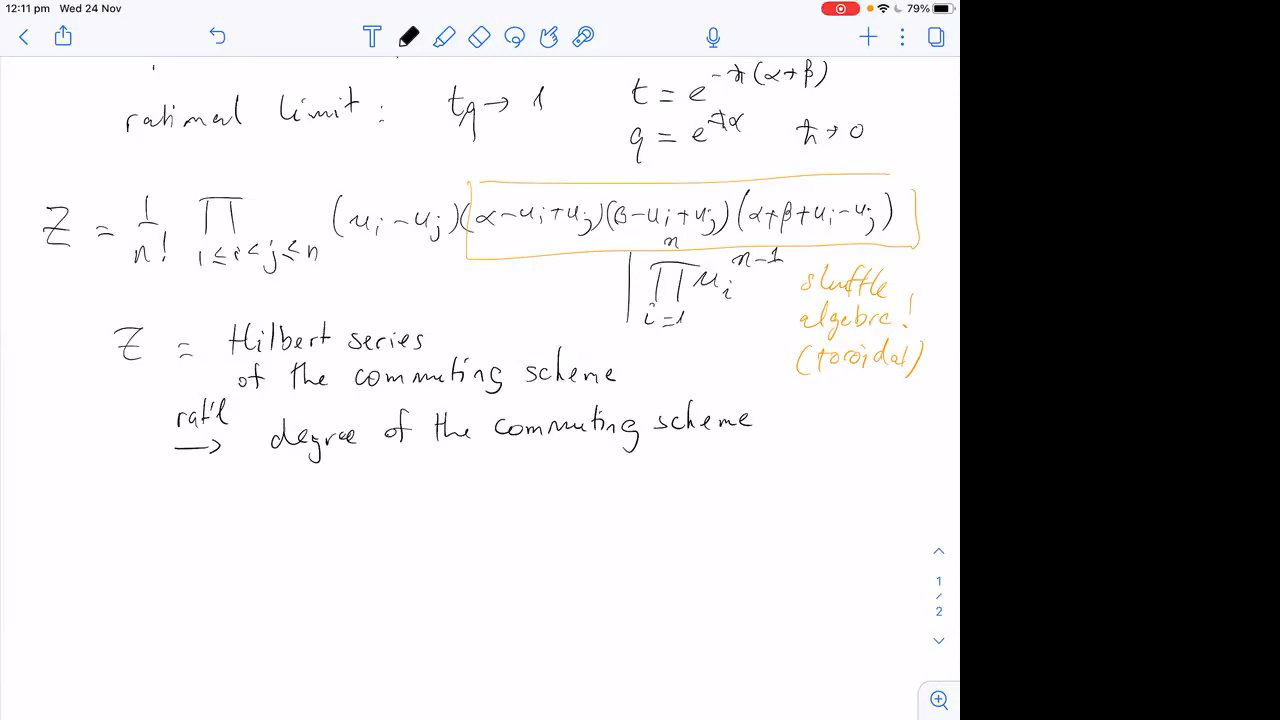 12:11 pm Wed 24 Nov 79%
rational limit: t,q → 1 t = e^{-ħ(α+β)}
q = e^{-ħα} ħ → 0
Z = 1/n! ∏_{1≤i<j≤n} (u_i - u_j)(α-u_i+u_j)(β-u_i+u_j)(α+β+u_i-u_j) | ∏_{i=1}^{n} u_i^{n-1}
shuffle
algebra!
(toroidal)
Z = Hilbert series
of the commuting scheme
rat'l
→ degree of the commuting scheme
1
/
2